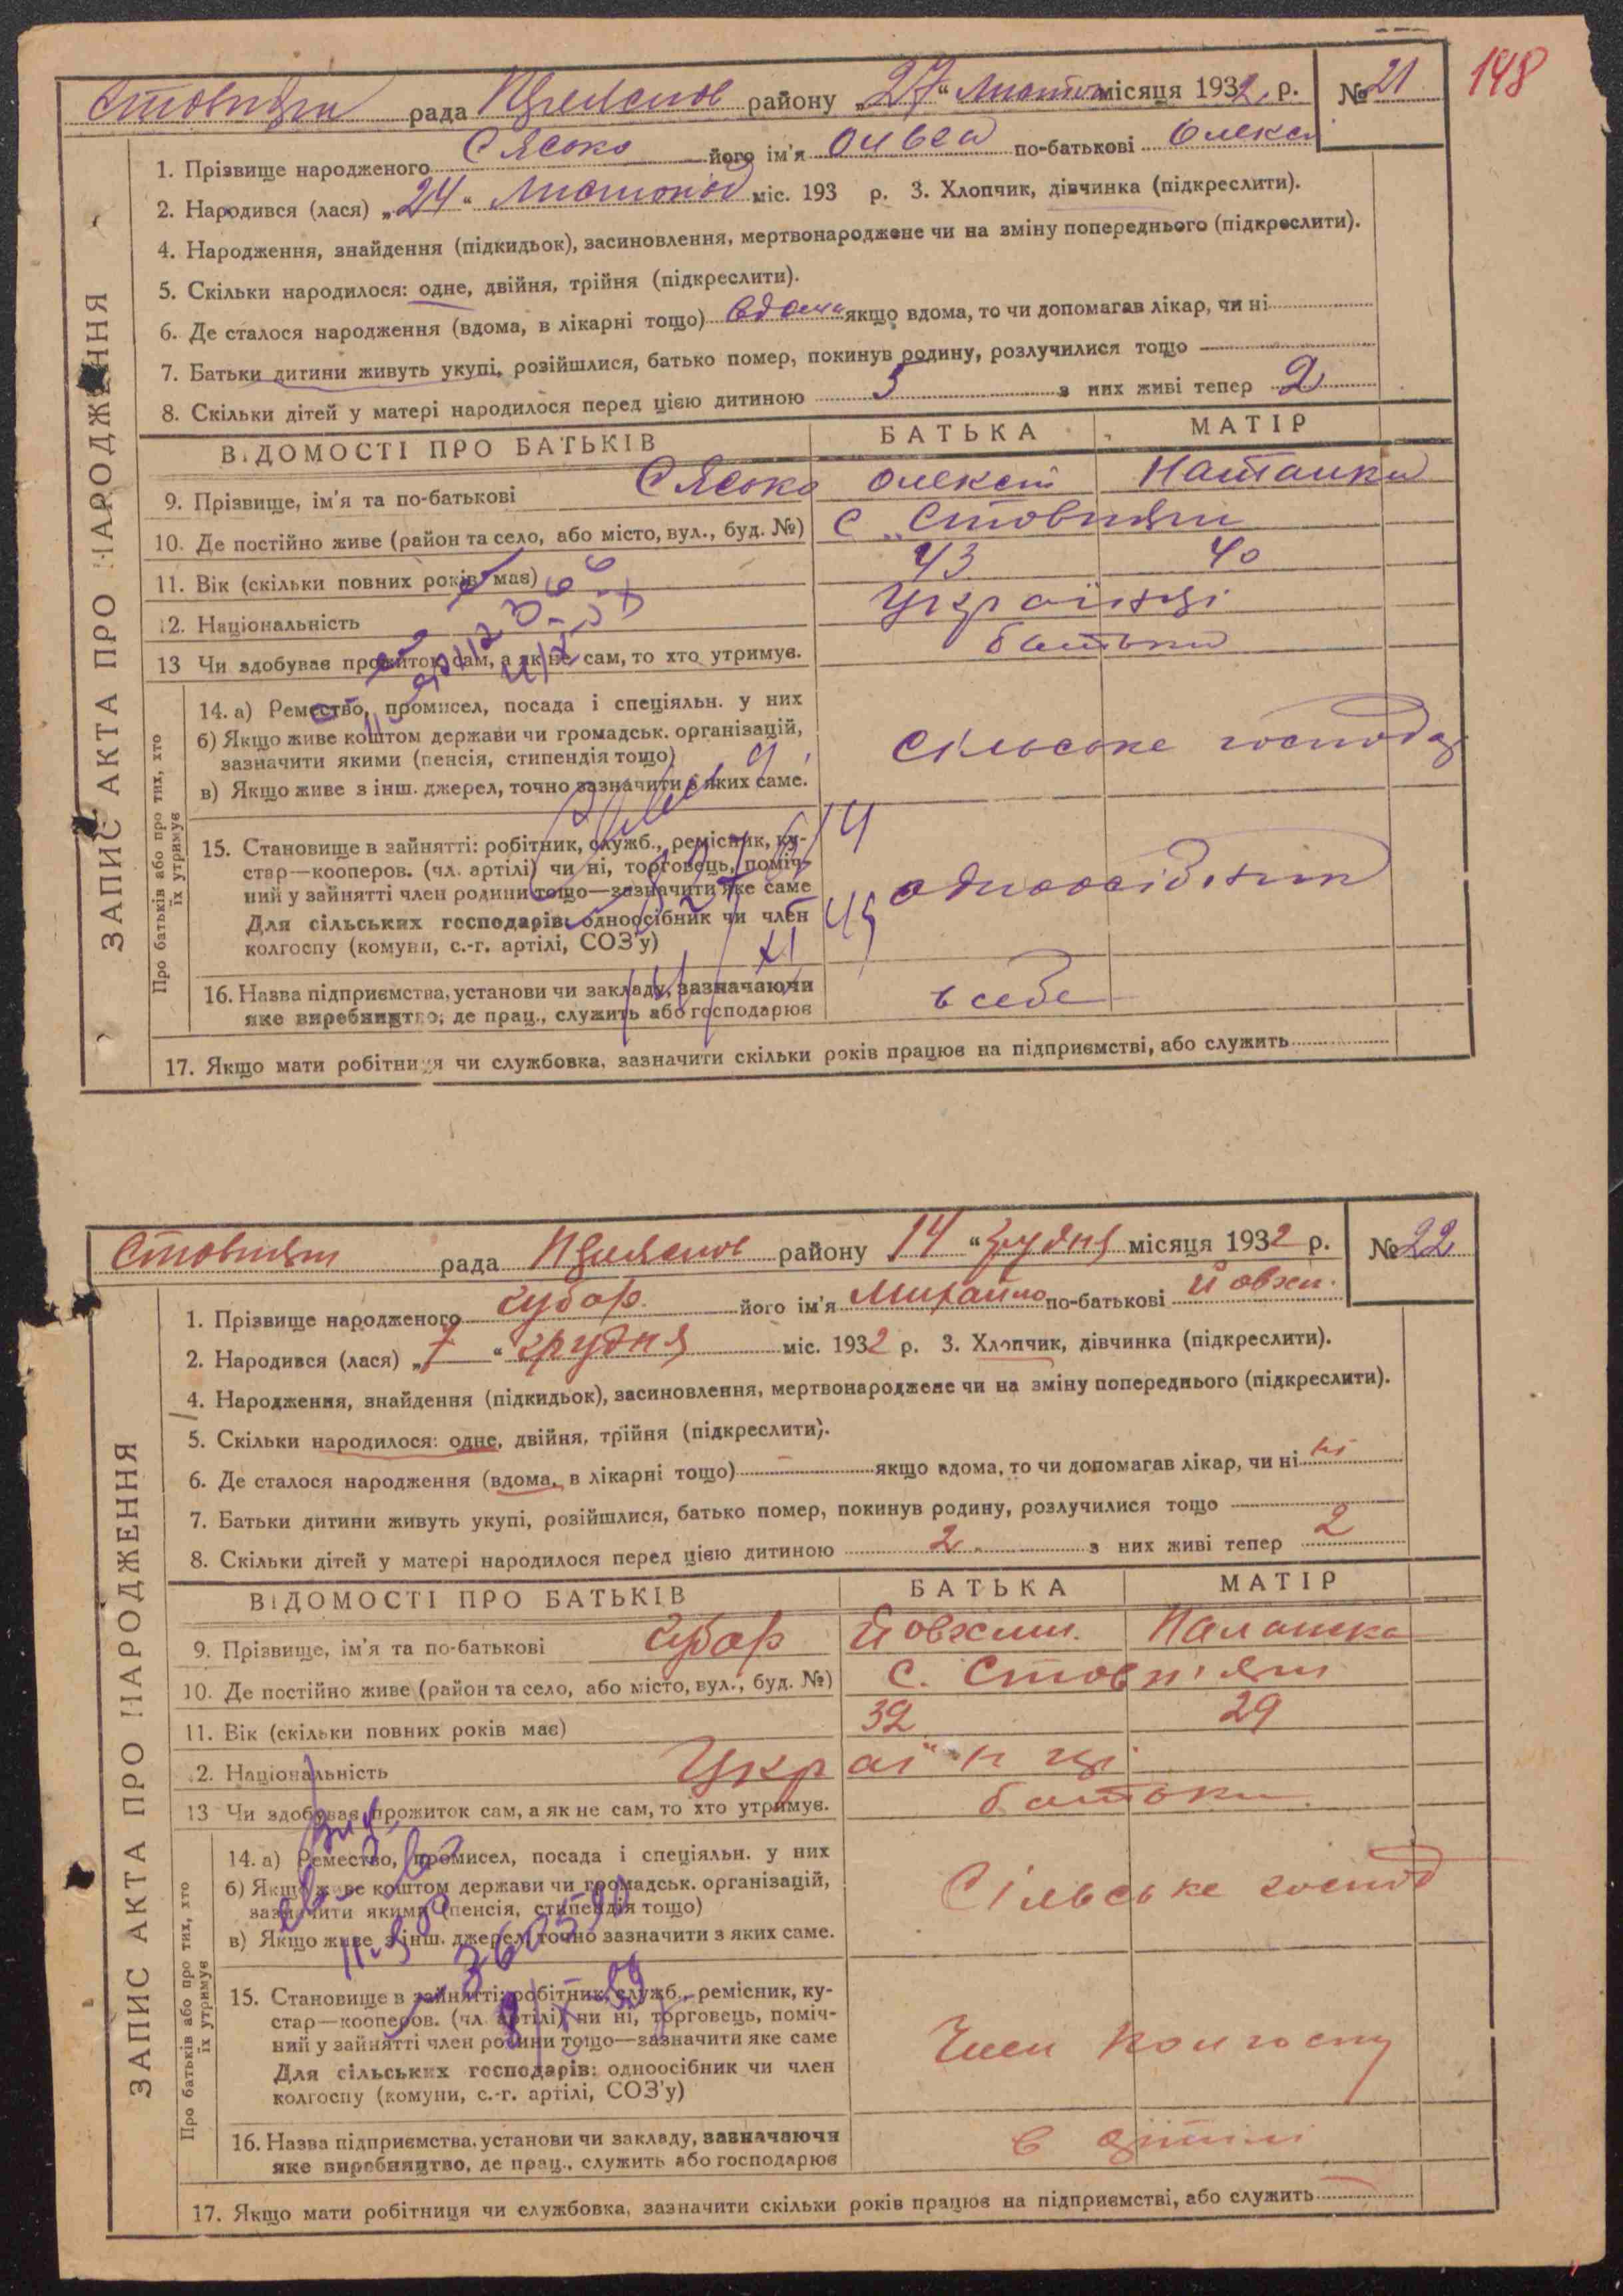 148
Стовпяги рада район у „27“ Листоп місяця 1932 р. № 21
1. Прізвище народженого його ім'я по-батькові Олексі
2. Народився (лася) „24“ Листопад міс. 193 р. 3. Хлопчик, дівчинка (підкреслити).
4. Народження, знайдення (підкидьок), засиновлення, мертвонароджене чи на зміну попереднього (підкреслити).
5. Скільки народилося: одне, двійня, трійня (підкреслити).
6. Де сталося народження (вдома, в лікарні тощо) вдома якщо вдома, то чи допомагав лікар, чи ні
7. Батьки дитини живуть укупі, розійшлися, батько помер, покинув родину, розлучилися тощо
8. Скільки дітей у матері народилося перед цією дитиною 5 з них живі тепер 2
ВІДОМОСТІ ПРО БАТЬКІВ БАТЬКА МАТІР
9. Прізвище, ім'я та по-батькові Олексій Наталка
10. Де постійно живе (район та село, або місто, вул., буд. №) с. Стовпяги
11. Вік (скільки повних років має) 43 40
12. Національність Українці
13 Чи здобуває прожиток сам, а як не сам, то хто утримує. батьки
14. а) Ремество, промисел, посада і спеціяльн. у них
б) Якщо живе коштом держави чи громадськ. організацій,
зазначити якими (пенсія, стипендія тощо)
в) Якщо живе з інш. джерел, точно зазначити з яких саме.
сільське господар
15. Становище в зайнятті: робітник, служб., ремісник, ку-
стар—кооперов. (чл. артілі) чи ні, торговець, поміч-
ний у зайнятті член родини тощо—зазначити яке саме
Для сільських господарів: одноосібник чи член
колгоспу (комуни, с.-г. артілі, СОЗ'у)
одноосібник
16. Назва підприємства, установи чи закладу, зазначаючи
яке виробництво, де прац., служить або господарює
в себе
17. Якщо мати робітниця чи службовка, зазначити скільки років працює на підприємстві, або служить
ЗАПИС АКТА ПРО НАРОДЖЕННЯ
Про батьків або про тих, хто
їх утримує
Стовпяги рада району 14 “ грудня місяця 1932 р. № 22
1. Прізвище народженого його ім'я Михайло по-батькові Йовхим.
2. Народився (лася) „7“ грудня міс. 1932 р. 3. Хлопчик, дівчинка (підкреслити).
4. Народження, знайдення (підкидьок), засиновлення, мертвонароджене чи на зміну попереднього (підкреслити).
5. Скільки народилося: одне, двійня, трійня (підкреслити).
6. Де сталося народження (вдома, в лікарні тощо) якщо вдома, то чи допомагав лікар, чи ні ні
7. Батьки дитини живуть укупі, розійшлися, батько помер, покинув родину, розлучилися тощо
8. Скільки дітей у матері народилося перед цією дитиною 2 з них живі тепер 2
ВІДОМОСТІ ПРО БАТЬКІВ БАТЬКА МАТІР
9. Прізвище, ім'я та по-батькові Йовхим. Палашка
10. Де постійно живе (район та село, або місто, вул., буд. №) С. Стовп'яги
11. Вік (скільки повних років має) 32 29
12. Національність Українці
13 Чи здобуває прожиток сам, а як не сам, то хто утримує. батьки
14. а) Ремество, промисел, посада і спеціяльн. у них
б) Якщо живе коштом держави чи громадськ. організацій,
зазначити якими (пенсія, стипендія тощо)
в) Якщо живе з інш. джерел, точно зазначити з яких саме.
Сільське господ
15. Становище в зайнятті: робітник, служб., ремісник, ку-
стар—кооперов. (чл. артілі) чи ні, торговець, поміч-
ний у зайнятті член родини тощо—зазначити яке саме
Для сільських господарів: одноосібник чи член
колгоспу (комуни, с.-г. артілі, СОЗ'у)
Член колгоспу
16. Назва підприємства, установи чи закладу, зазначаючи
яке виробництво, де прац., служить або господарює
в артілі
17. Якщо мати робітниця чи службовка, зазначити скільки років працює на підприємстві, або служить
ЗАПИС АКТА ПРО НАРОДЖЕННЯ
Про батьків або про тих, хто
їх утримує